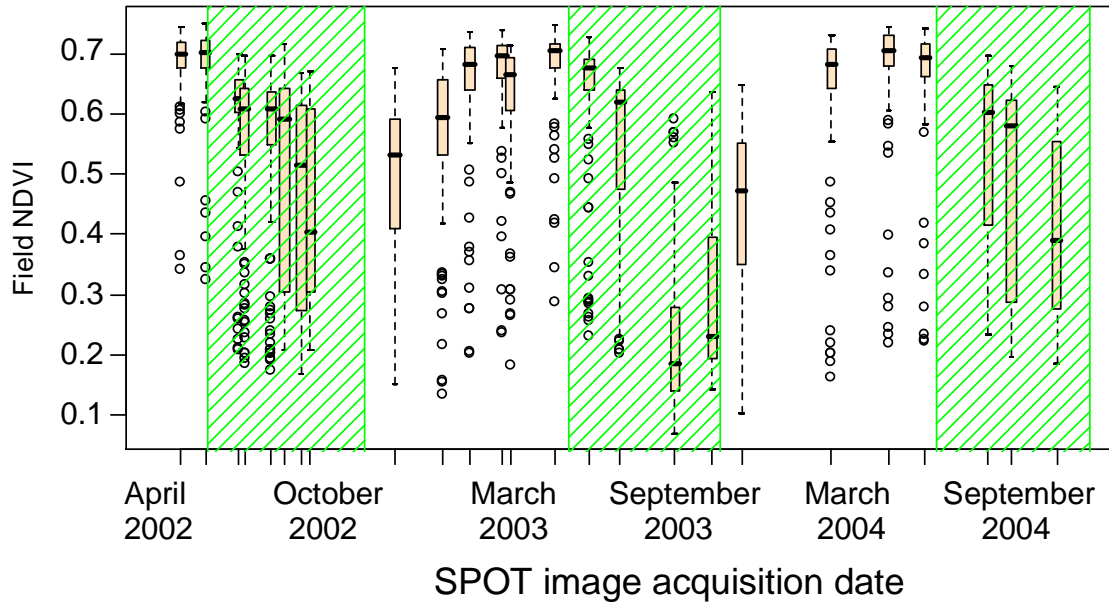 0.7
0.6
0.5
0.4
0.3
0.2
0.1
Field NDVI
April October March September March September
2002 2002 2003 2003 2004 2004
SPOT image acquisition date